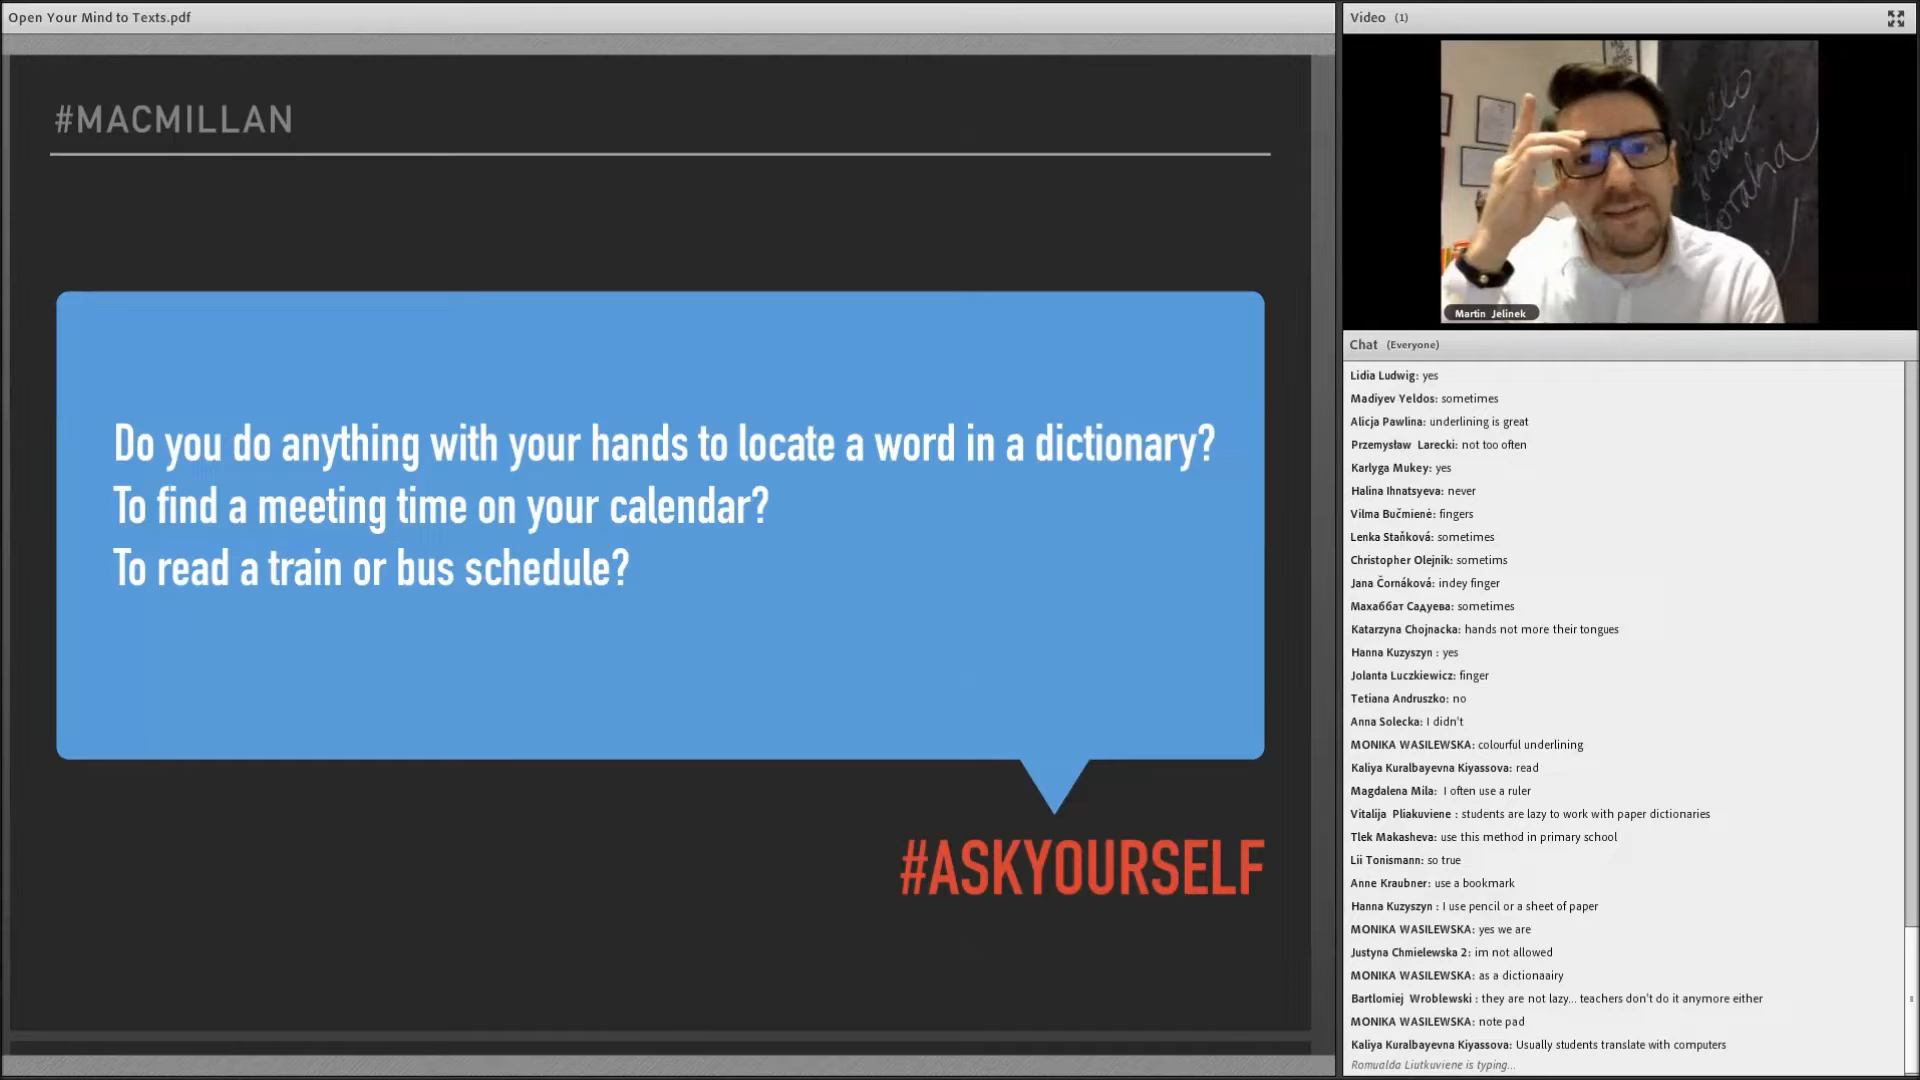 Open Your Mind to Texts.pdf
#MACMILLAN
Do you do anything with your hands to locate a word in a dictionary?
To find a meeting time on your calendar?
To read a train or bus schedule?
#ASKYOURSELF
Video (1)
Hello
from
Martin Jelinek
Chat (Everyone)
Lidia Ludwig: yes
Madiyev Yeldos: sometimes
Alicja Pawlina: underlining is great
Przemysław Larecki: not too often
Karlyga Mukey: yes
Halina Ihnatsyeva: never
Vilma Bučmienė: fingers
Lenka Staňková: sometimes
Christopher Olejnik: sometims
Jana Čornáková: indey finger
Махаббат Садуева: sometimes
Katarzyna Chojnacka: hands not more their tongues
Hanna Kuzyszyn : yes
Jolanta Luczkiewicz: finger
Tetiana Andruszko: no
Anna Solecka: I didn't
MONIKA WASILEWSKA: colourful underlining
Kaliya Kuralbayevna Kiyassova: read
Magdalena Mila: I often use a ruler
Vitalija Pliakuviene : students are lazy to work with paper dictionaries
Tlek Makasheva: use this method in primary school
Lii Tonismann: so true
Anne Kraubner: use a bookmark
Hanna Kuzyszyn : I use pencil or a sheet of paper
MONIKA WASILEWSKA: yes we are
Justyna Chmielewska 2: im not allowed
MONIKA WASILEWSKA: as a dictionaairy
Bartlomiej Wroblewski : they are not lazy... teachers don't do it anymore either
MONIKA WASILEWSKA: note pad
Kaliya Kuralbayevna Kiyassova: Usually students translate with computers
Romualda Liutkuviene is typing...